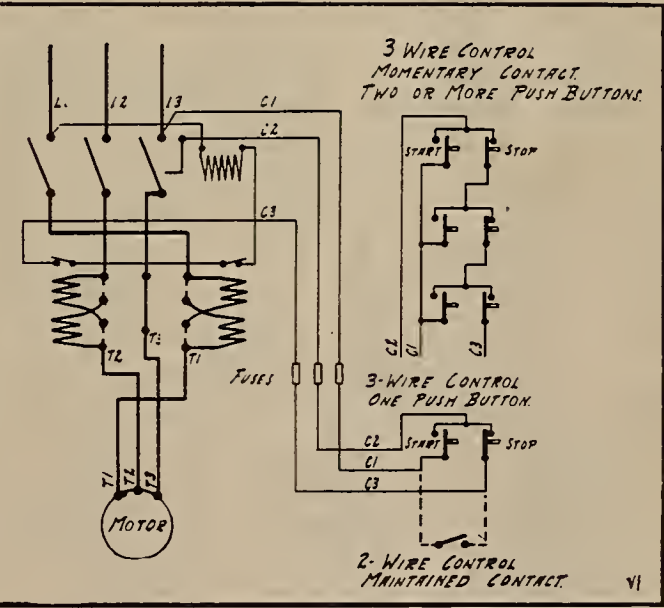 3 WIRE CONTROL
MOMENTARY CONTACT.
TWO OR MORE PUSH BUTTONS.
L. L2 L3 C1
C2
START STOP
C3
T3
T2 T1
C2 C1 C3
FUSES
3-WIRE CONTROL
ONE PUSH BUTTON.
C2 START STOP
C1
C3
T1 T2 T3
MOTOR
2-WIRE CONTROL
MAINTAINED CONTACT.
VI